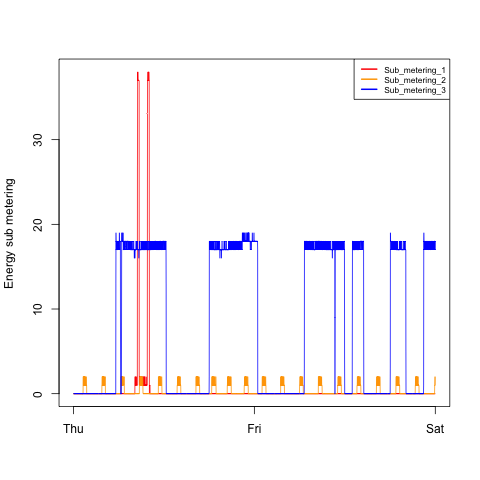 Sub_metering_1
Sub_metering_2
Sub_metering_3
Energy sub metering
30
20
10
0
Thu Fri Sat